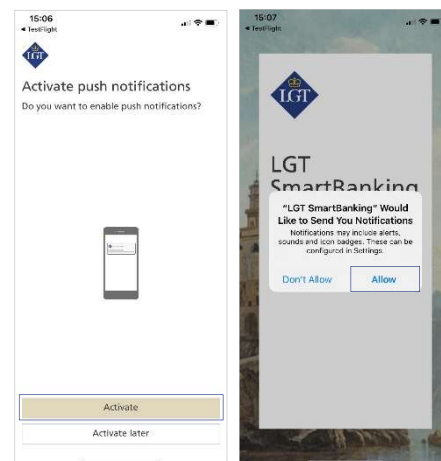 15:06
◀ TestFlight
LGT
Activate push notifications
Do you want to enable push notifications?
Activate
Activate later
15:07
◀ TestFlight
LGT
LGT
SmartBanking
"LGT SmartBanking" Would
Like to Send You Notifications
Notifications may include alerts,
sounds and icon badges. These can be
configured in Settings.
Don't Allow
Allow